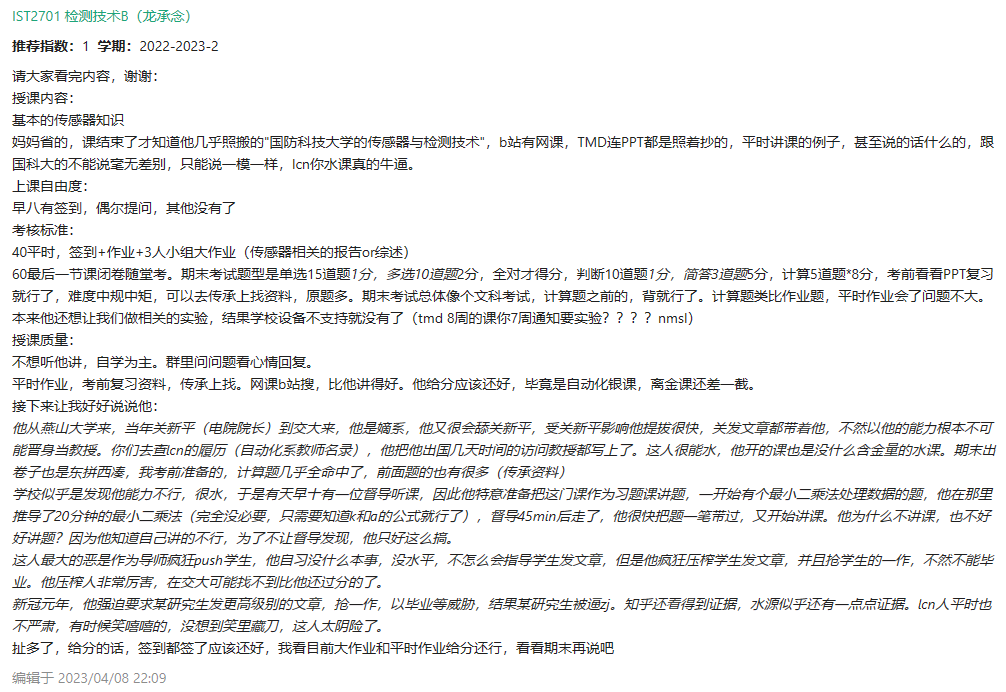 IST2701 检测技术B（龙承念）
推荐指数：1 学期：2022-2023-2
请大家看完内容，谢谢：
授课内容：
基本的传感器知识
妈妈省的，课结束了才知道他几乎照搬的"国防科技大学的传感器与检测技术"，b站有网课，TMD连PPT都是照着抄的，平时讲课的例子，甚至说的话什么的，跟
国科大的不能说毫无差别，只能说一模一样，lcn你水课真的牛逼。
上课自由度：
早八有签到，偶尔提问，其他没有了
考核标准：
40平时，签到+作业+3人小组大作业（传感器相关的报告or综述）
60最后一节课闭卷随堂考。期末考试题型是单选15道题1分，多选10道题2分，全对才得分，判断10道题1分，简答3道题5分，计算5道题*8分，考前看看PPT复习
就行了，难度中规中矩，可以去传承上找资料，原题多。期末考试总体像个文科考试，计算题之前的，背就行了。计算题类比作业题，平时作业会了问题不大。
本来他还想让我们做相关的实验，结果学校设备不支持就没有了（tmd 8周的课你7周通知要实验？？？？nmsl）
授课质量：
不想听他讲，自学为主。群里问问题看心情回复。
平时作业，考前复习资料，传承上找。网课b站搜，比他讲得好。他给分应该还好，毕竟是自动化银课，离金课还差一截。
接下来让我好好说说他：
他从燕山大学来，当年关新平（电院院长）到交大来，他是嫡系，他又很会舔关新平，受关新平影响他提拔很快，关发文章都带着他，不然以他的能力根本不可
能晋身当教授。你们去查lcn的履历（自动化系教师名录），他把他出国几天时间的访问教授都写上了。这人很能水，他开的课也是没什么含金量的水课。期末出
卷子也是东拼西凑，我考前准备的，计算题几乎全命中了，前面题的也有很多（传承资料）
学校似乎是发现他能力不行，很水，于是有天早十有一位督导听课，因此他特意准备把这门课作为习题课讲题，一开始有个最小二乘法处理数据的题，他在那里
推导了20分钟的最小二乘法（完全没必要，只需要知道k和a的公式就行了），督导45min后走了，他很快把题一笔带过，又开始讲课。他为什么不讲课，也不好
好讲题？因为他知道自己讲的不行，为了不让督导发现，他只好这么搞。
这人最大的恶是作为导师疯狂push学生，他自习没什么本事，没水平，不怎么会指导学生发文章，但是他疯狂压榨学生发文章，并且抢学生的一作，不然不能毕
业。他压榨人非常厉害，在交大可能找不到比他还过分的了。
新冠元年，他强迫要求某研究生发更高级别的文章，抢一作，以毕业等威胁，结果某研究生被逼zj。知乎还看得到证据，水源似乎还有一点点证据。lcn人平时也
不严肃，有时候笑嘻嘻的，没想到笑里藏刀，这人太阴险了。
扯多了，给分的话，签到都签了应该还好，我看目前大作业和平时作业给分还行，看看期末再说吧
编辑于 2023/04/08 22:09